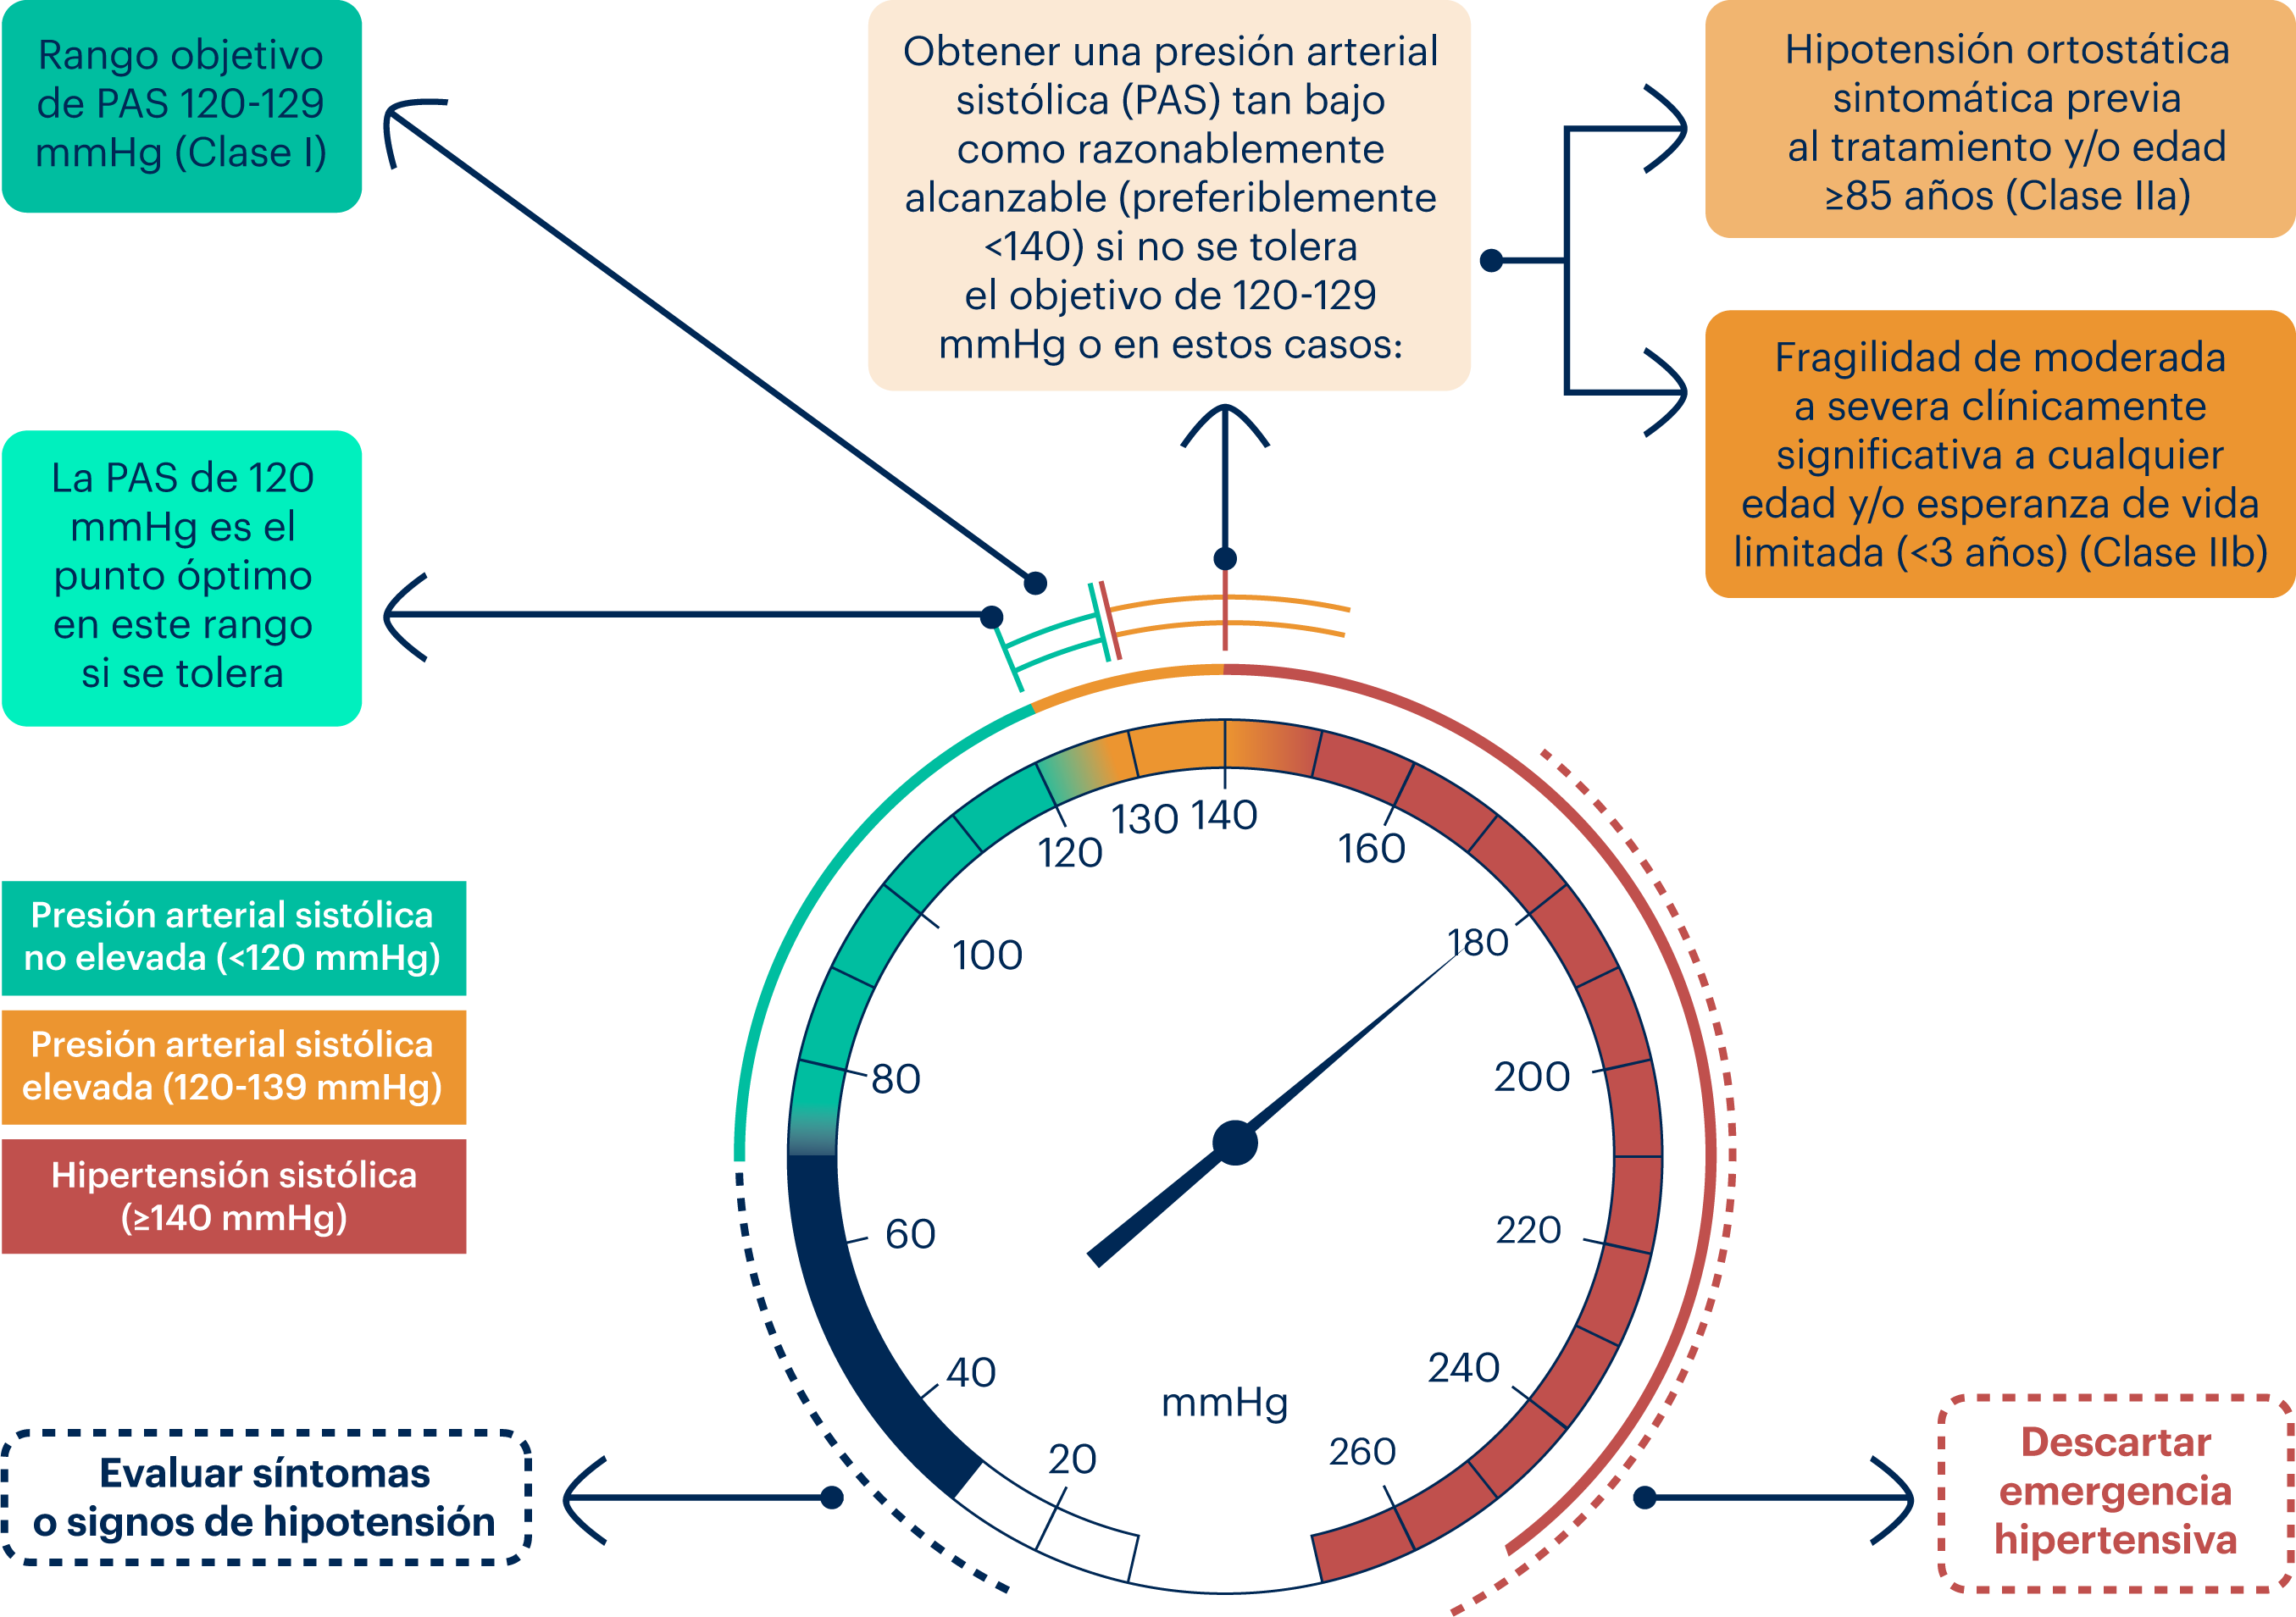 Rango objetivo
de PAS 120-129
mmHg (Clase I)
Obtener una presión arterial
sistólica (PAS) tan bajo
como razonablemente
alcanzable (preferiblemente
<140) si no se tolera
el objetivo de 120-129
mmHg o en estos casos:
Hipotensión ortostática
sintomática previa
al tratamiento y/o edad
≥85 años (Clase IIa)
Fragilidad de moderada
a severa clínicamente
significativa a cualquier
edad y/o esperanza de vida
limitada (<3 años) (Clase IIb)
La PAS de 120
mmHg es el
punto óptimo
en este rango
si se tolera
Presión arterial sistólica
no elevada (<120 mmHg)
Presión arterial sistólica
elevada (120-139 mmHg)
Hipertensión sistólica
(≥140 mmHg)
20
40
60
80
100
120
130
140
160
180
200
220
240
260
mmHg
Evaluar síntomas
o signos de hipotensión
Descartar
emergencia
hipertensiva